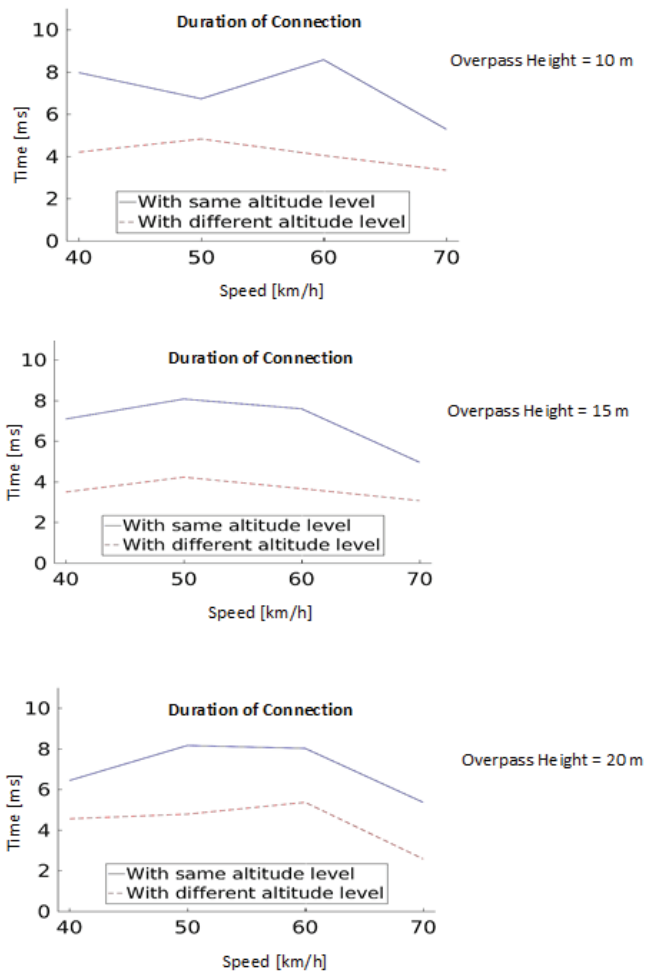 Duration of Connection
Overpass Height = 10 m
10
8
6
4
2
0
Time [ms]
With same altitude level
With different altitude level
40 50 60 70
Speed [km/h]
Duration of Connection
Overpass Height = 15 m
10
8
6
4
2
0
Time [ms]
With same altitude level
With different altitude level
40 50 60 70
Speed [km/h]
Duration of Connection
Overpass Height = 20 m
10
8
6
4
2
0
Time [ms]
With same altitude level
With different altitude level
40 50 60 70
Speed [km/h]